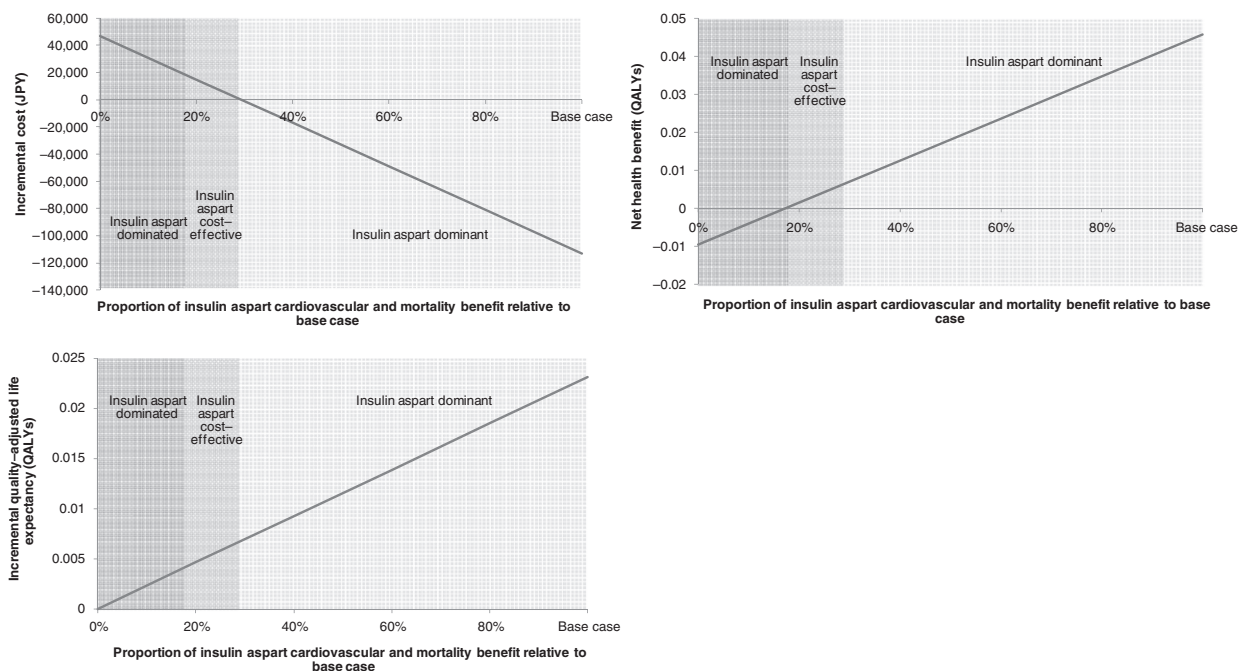 Incremental cost (JPY)
60,000
40,000
20,000
0
−20,000
−40,000
−60,000
−80,000
−100,000
−120,000
−140,000
0%
20%
40%
60%
80%
Base case
Insulin aspart
dominated
Insulin
aspart
cost–
effective
Insulin aspart dominant
Proportion of insulin aspart cardiovascular and mortality benefit relative to
base case
Net health benefit (QALYs)
0.05
0.04
0.03
0.02
0.01
0
−0.01
−0.02
0%
20%
40%
60%
80%
Base case
Insulin aspart
dominated
Insulin
aspart
cost–
effective
Insulin aspart dominant
Proportion of insulin aspart cardiovascular and mortality benefit relative to base
case
Incremental quality–adjusted life
expectancy (QALYs)
0.025
0.02
0.015
0.01
0.005
0
0%
20%
40%
60%
80%
Base case
Insulin aspart
dominated
Insulin
aspart
cost–
effective
Insulin aspart dominant
Proportion of insulin aspart cardiovascular and mortality benefit relative to
base case